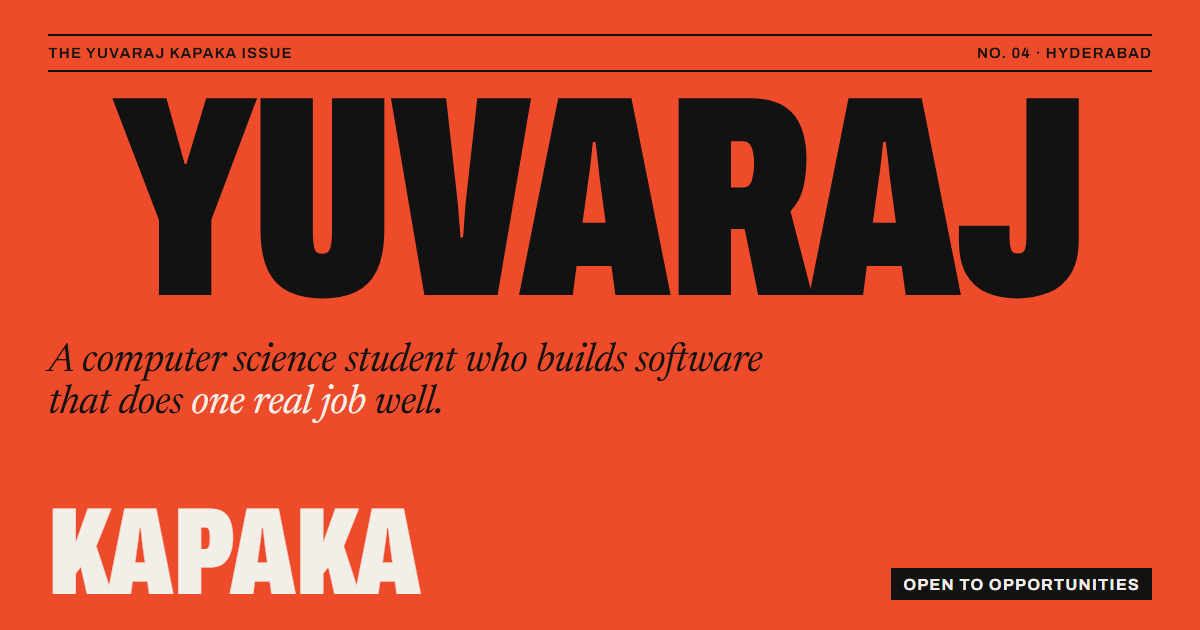 THE YUVARAJ KAPAKA ISSUE
NO. 04 · HYDERABAD
YUVARAJ
A computer science student who builds software
that does one real job well.
KAPAKA
OPEN TO OPPORTUNITIES